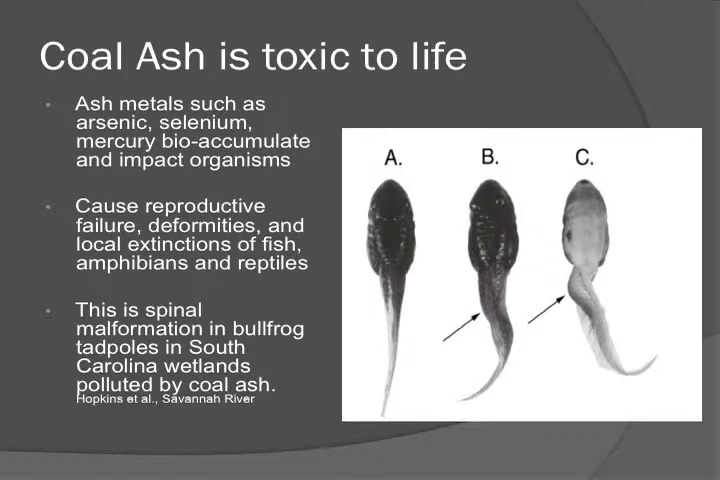 Coal Ash is toxic to life
Ash metals such as
arsenic, selenium,
mercury bio-accumulate
and impact organisms
Cause reproductive
failure, deformities, and
local extinctions of fish,
amphibians and reptiles
This is spinal
malformation in bullfrog
tadpoles in South
Carolina wetlands
polluted by coal ash.
Hopkins et al., Savannah River
A. B. C.